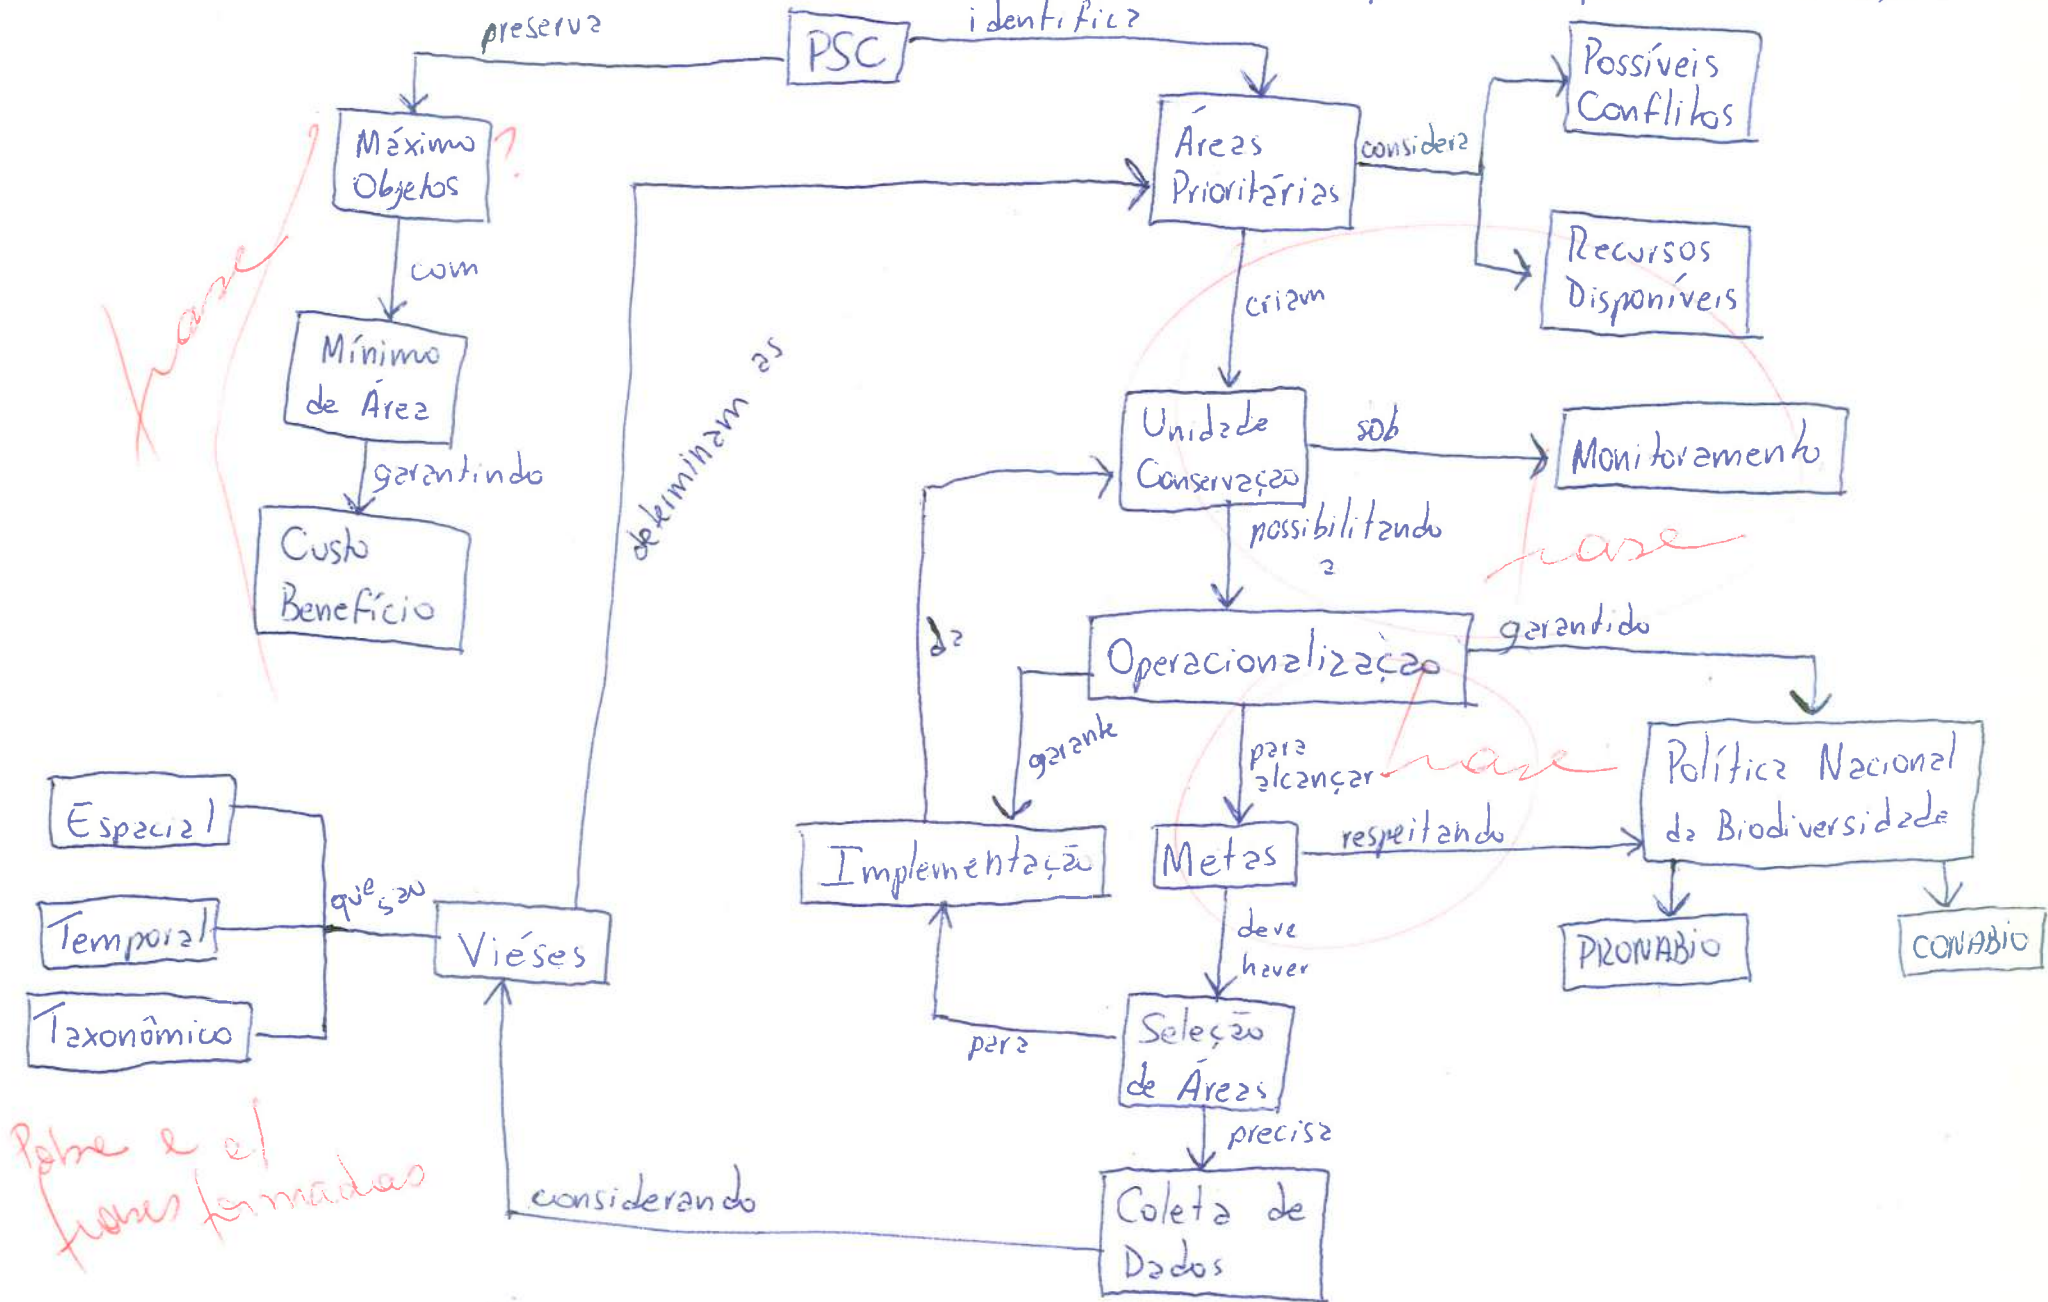 preserva
PSC
identifica
Possíveis
Conflitos
Máximo
Objetos
?
Áreas
Prioritárias
considera
Recursos
Disponíveis
com
criam
frase
Mínimo
de Área
determinam as
Unidade
Conservação
sob
Monitoramento
garantindo
possibilitando
a
frase
Custo
Benefício
da
Operacionalização
garantido
garante
para
alcançar
frase
Política Nacional
da Biodiversidade
Espacial
Implementação
Metas
respeitando
Temporal
que são
Viéses
deve
haver
PRONABIO
CONABIO
Taxonômico
para
Seleção
de Áreas
precisa
Pobre e c/
frases formadas
considerando
Coleta de
Dados